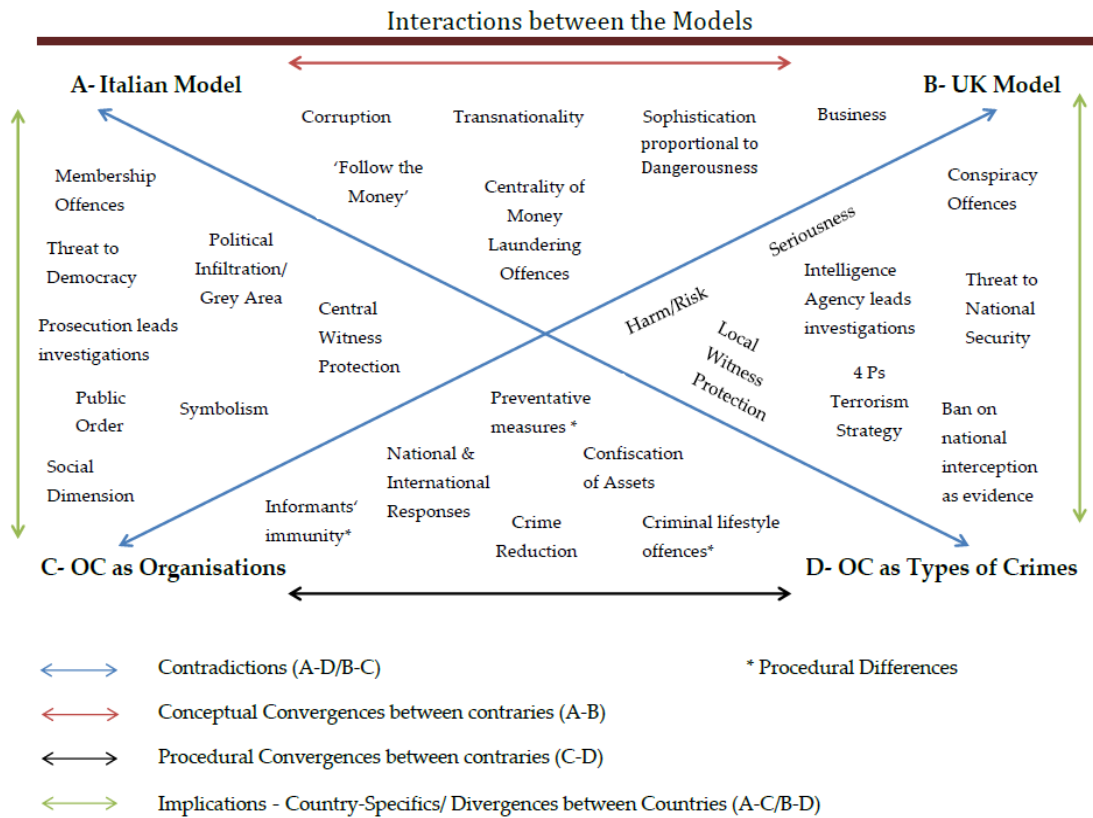 Interactions between the Models
A- Italian Model
B- UK Model
Corruption
Transnationality
Sophistication
proportional to
Dangerousness
Business
'Follow the
Money'
Centrality of
Money
Laundering
Offences
Membership
Offences
Conspiracy
Offences
Threat to
Democracy
Political
Infiltration/
Grey Area
Seriousness
Intelligence
Agency leads
investigations
Threat to
National
Security
Prosecution leads
investigations
Central
Witness
Protection
Harm/Risk
Local
Witness
Protection
Public
Order
Symbolism
Preventative
measures *
4 Ps
Terrorism
Strategy
Ban on
national
interception
as evidence
Social
Dimension
National &
International
Responses
Confiscation
of Assets
Informants'
immunity*
Crime
Reduction
Criminal lifestyle
offences*
C- OC as Organisations
D- OC as Types of Crimes
Contradictions (A-D/B-C)
* Procedural Differences
Conceptual Convergences between contraries (A-B)
Procedural Convergences between contraries (C-D)
Implications - Country-Specifics/ Divergences between Countries (A-C/B-D)